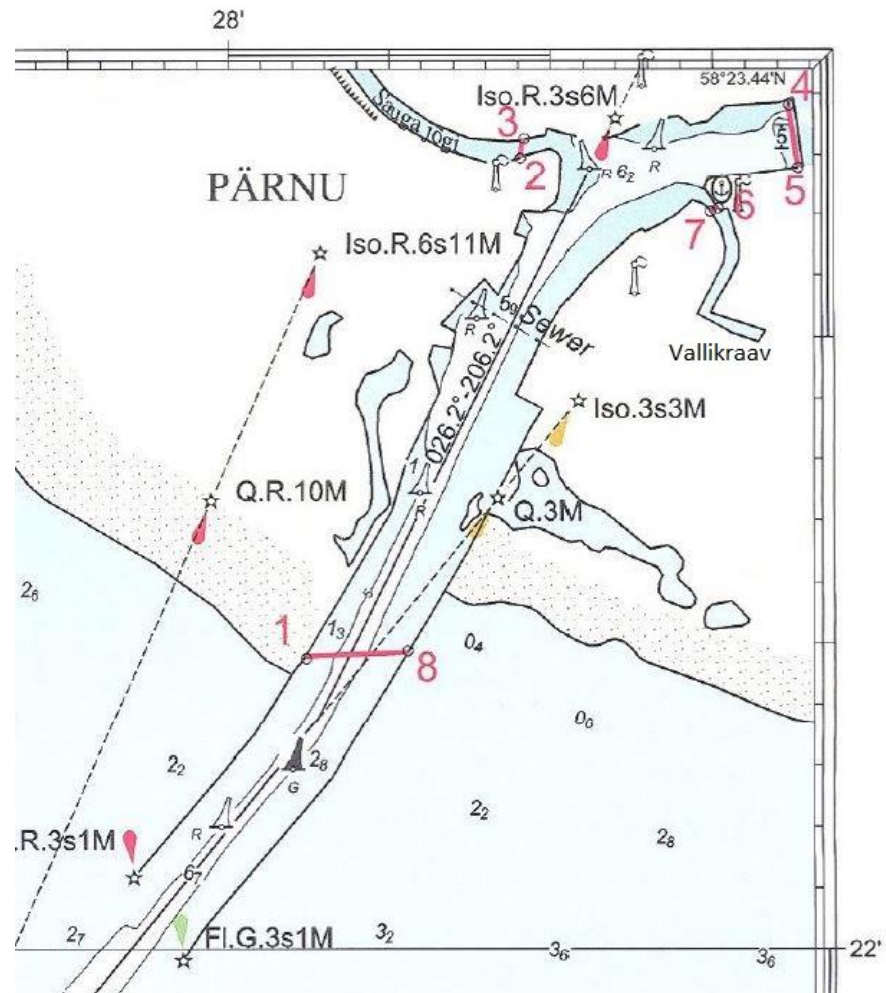 28'
58°23.44'N
4
Iso.R.3s6M
Sauga jõgi
3
R
5
2
R
6₂
5
PÄRNU
6
7
Iso.R.6s11M
5₉
Sewer
R
Vallikraav
026.2°-206.2°
Iso.3s3M
1
Q.R.10M
R
Q.3M
2₆
1₃
1
0₄
8
0₆
2₂
2₈
G
2₂
R
2₈
.R.3s1M
6₇
2₇
Fl.G.3s1M
3₂
3₆
3₆
22'